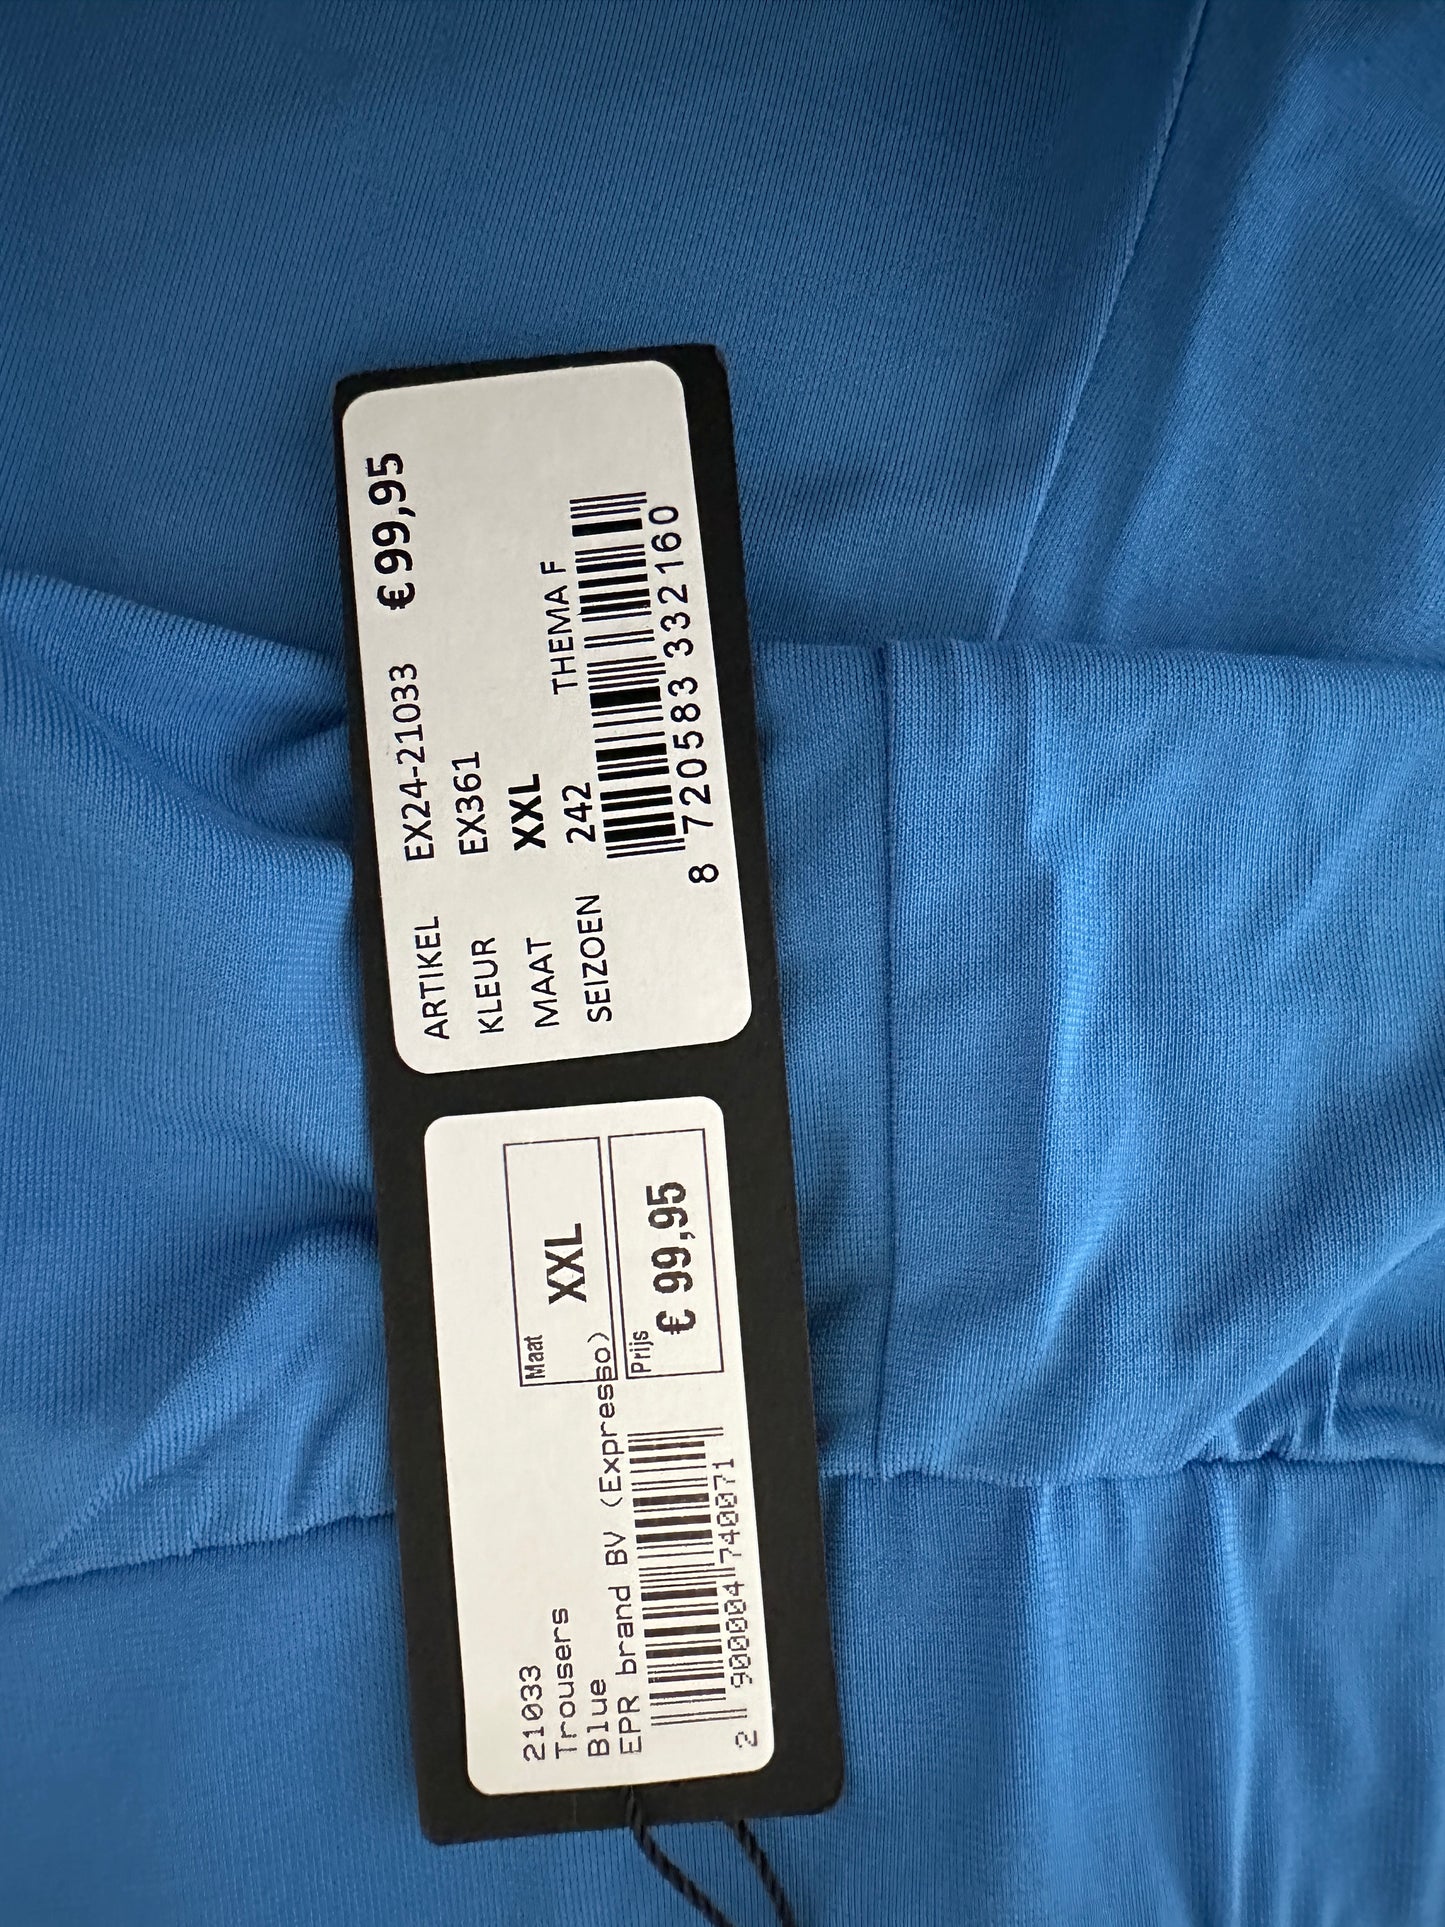 ARTIKEL EX24-21033 € 99,95
KLEUR EX361
MAAT XXL
SEIZOEN 242 THEMA F
8 720583 332160
Maat
XXL
Prijs
€ 99,95
21033
Trousers
Blue
EPR brand BV (Expresso)
2 900004 740071